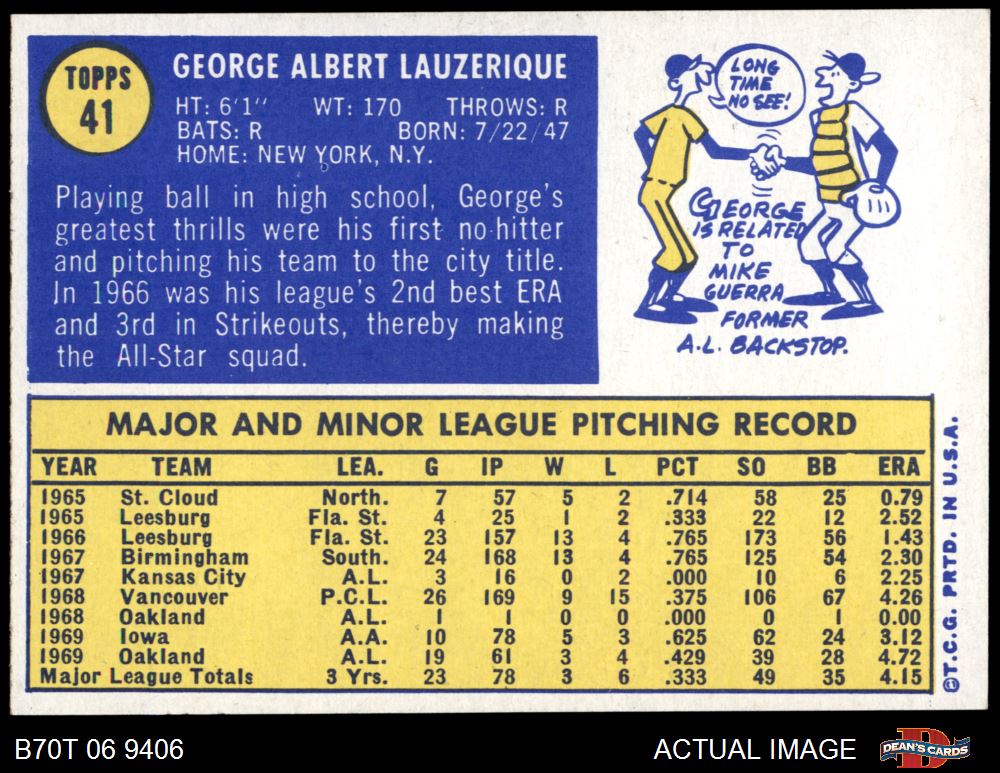 TOPPS
41
GEORGE ALBERT LAUZERIQUE
HT: 6'1" WT: 170 THROWS: R
BATS: R BORN: 7/22/47
HOME: NEW YORK, N.Y.
Playing ball in high school, George's
greatest thrills were his first no-hitter
and pitching his team to the city title.
In 1966 was his league's 2nd best ERA
and 3rd in Strikeouts, thereby making
the All-Star squad.
LONG
TIME
NO SEE!
GEORGE
IS RELATED
TO
MIKE
GUERRA
FORMER
A.L. BACKSTOP.
MAJOR AND MINOR LEAGUE PITCHING RECORD
YEAR TEAM LEA. G IP W L PCT SO BB ERA
1965 St. Cloud North. 7 57 5 2 .714 58 25 0.79
1965 Leesburg Fla. St. 4 25 1 2 .333 22 12 2.52
1966 Leesburg Fla. St. 23 157 13 4 .765 173 56 1.43
1967 Birmingham South. 24 168 13 4 .765 125 54 2.30
1967 Kansas City A.L. 3 16 0 2 .000 10 6 2.25
1968 Vancouver P.C.L. 26 169 9 15 .375 106 67 4.26
1968 Oakland A.L. 1 1 0 0 .000 0 1 0.00
1969 Iowa A.A. 10 78 5 3 .625 62 24 3.12
1969 Oakland A.L. 19 61 3 4 .429 39 28 4.72
Major League Totals 3 Yrs. 23 78 3 6 .333 49 35 4.15
©T.C.G. PRTD. IN U.S.A.
B70T 06 9406
ACTUAL IMAGE
DEAN'S CARDS